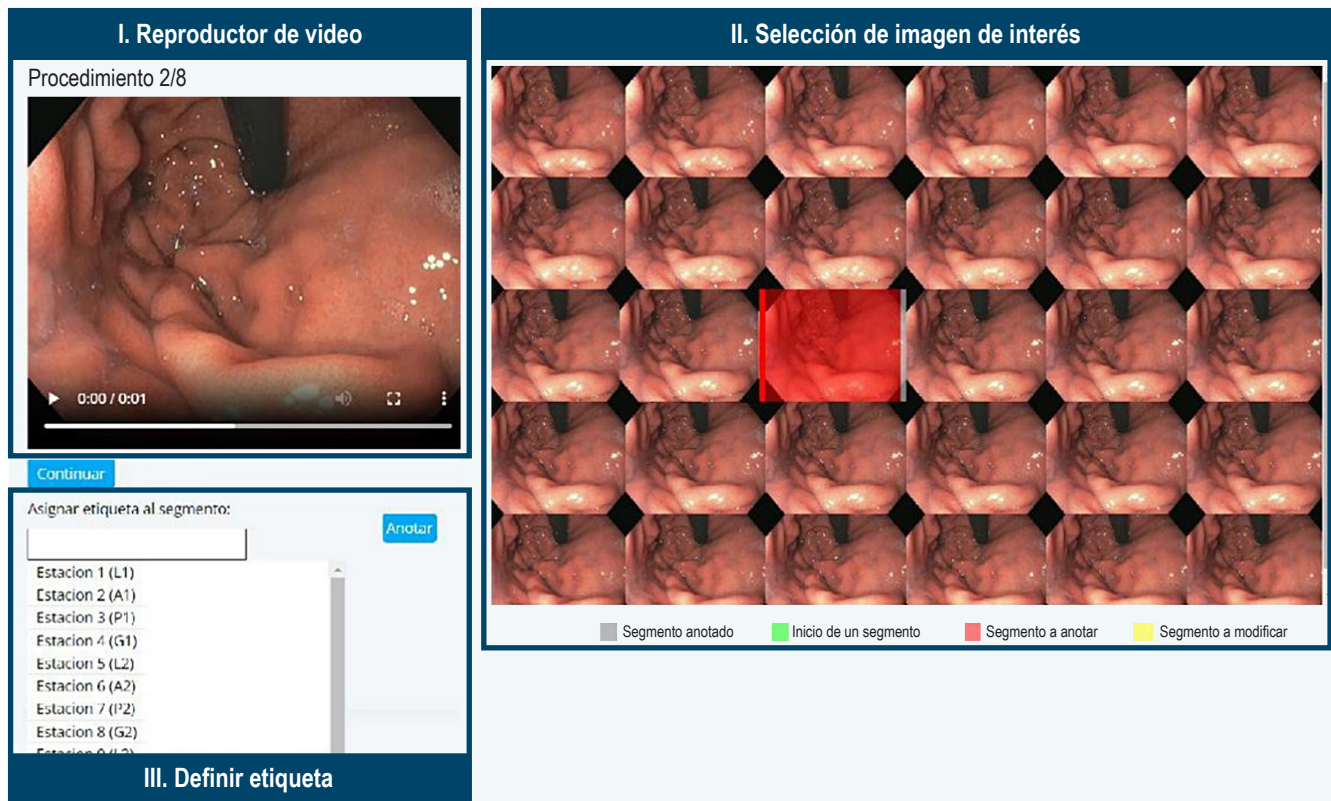 I. Reproductor de video
Procedimiento 2/8
0:00 / 0:01
Continuar
Asignar etiqueta al segmento:
Anotar
Estacion 1 (L1)
Estacion 2 (A1)
Estacion 3 (P1)
Estacion 4 (G1)
Estacion 5 (L2)
Estacion 6 (A2)
Estacion 7 (P2)
Estacion 8 (G2)
III. Definir etiqueta
II. Selección de imagen de interés
Segmento anotado
Inicio de un segmento
Segmento a anotar
Segmento a modificar